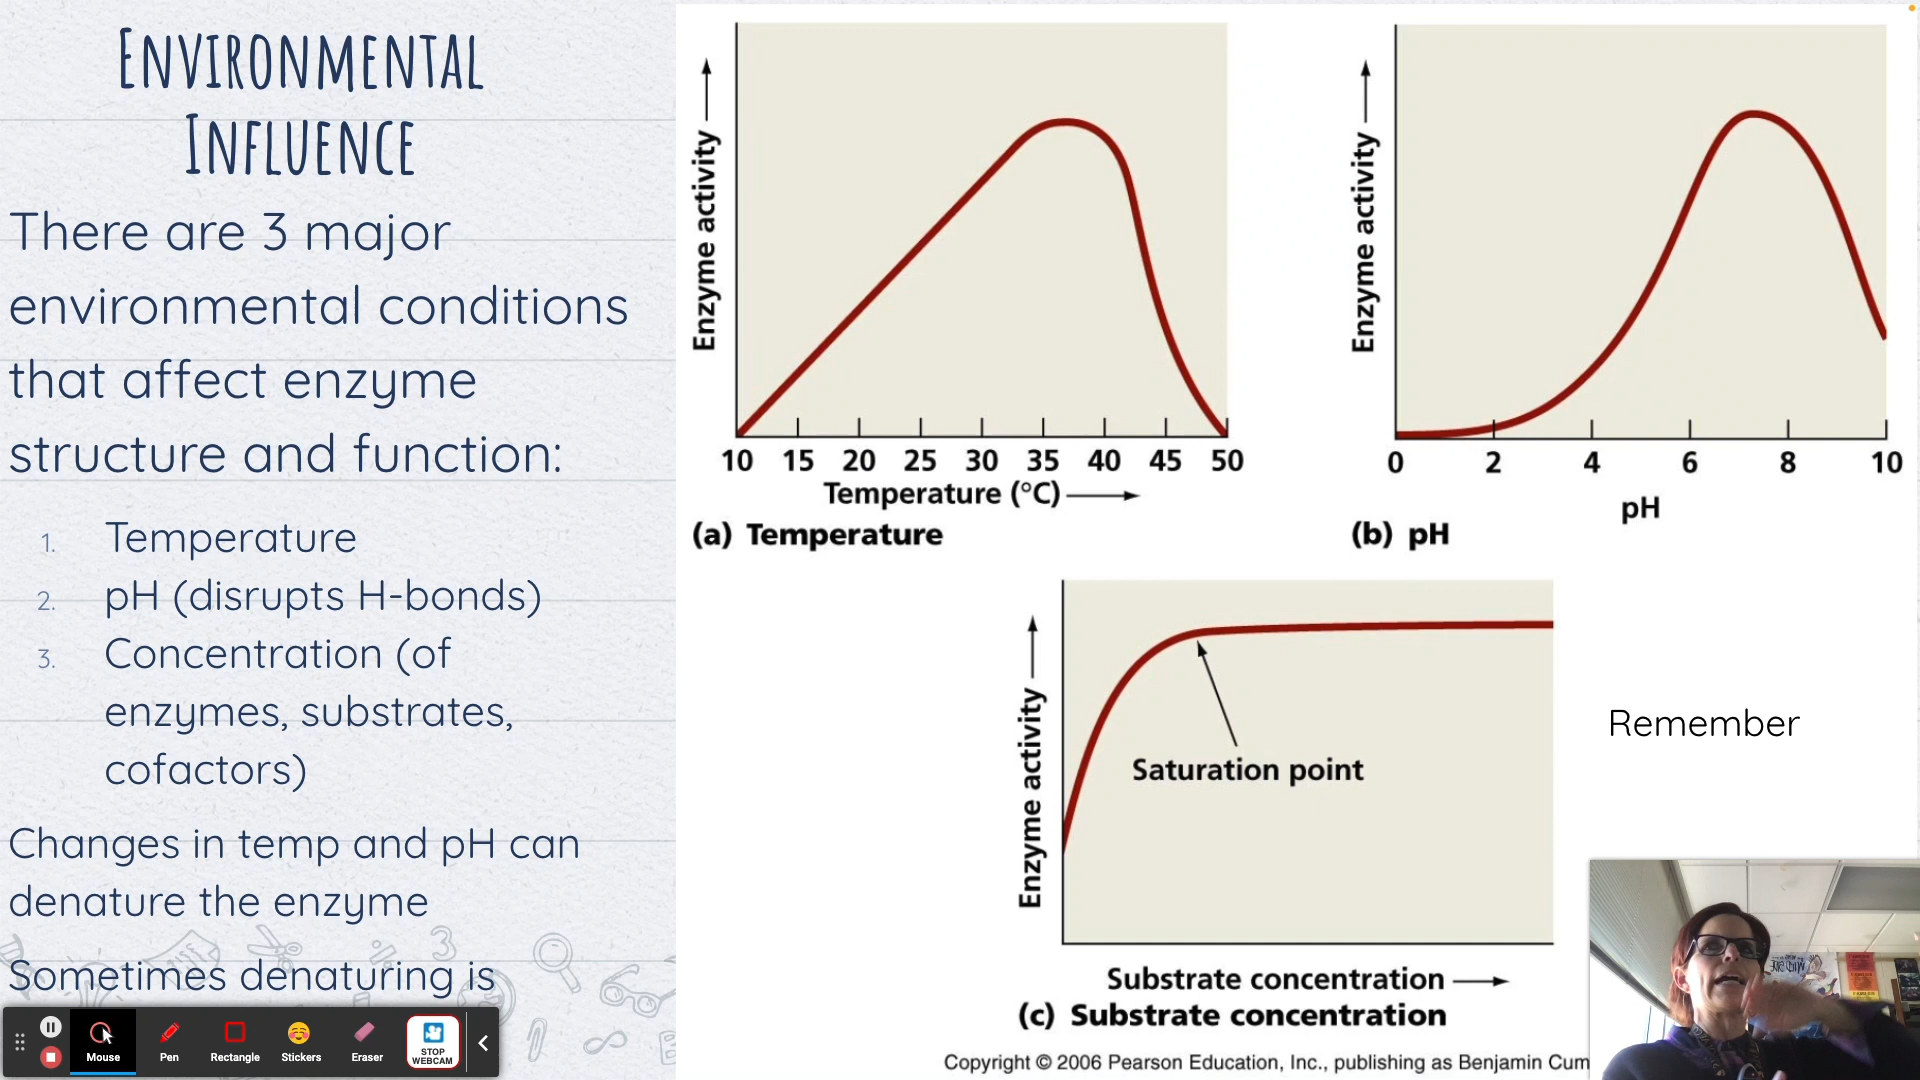 ENVIRONMENTAL
INFLUENCE
There are 3 major
environmental conditions
that affect enzyme
structure and function:
1. Temperature
2. pH (disrupts H-bonds)
3. Concentration (of
enzymes, substrates,
cofactors)
Changes in temp and pH can
denature the enzyme
Sometimes denaturing is
Enzyme activity
10 15 20 25 30 35 40 45 50
Temperature (°C)
(a) Temperature
Enzyme activity
0 2 4 6 8 10
pH
(b) pH
Enzyme activity
Saturation point
Substrate concentration
(c) Substrate concentration
Remember
Copyright © 2006 Pearson Education, Inc., publishing as Benjamin Cum
Mouse
Pen
Rectangle
Stickers
Eraser
STOP
WEBCAM